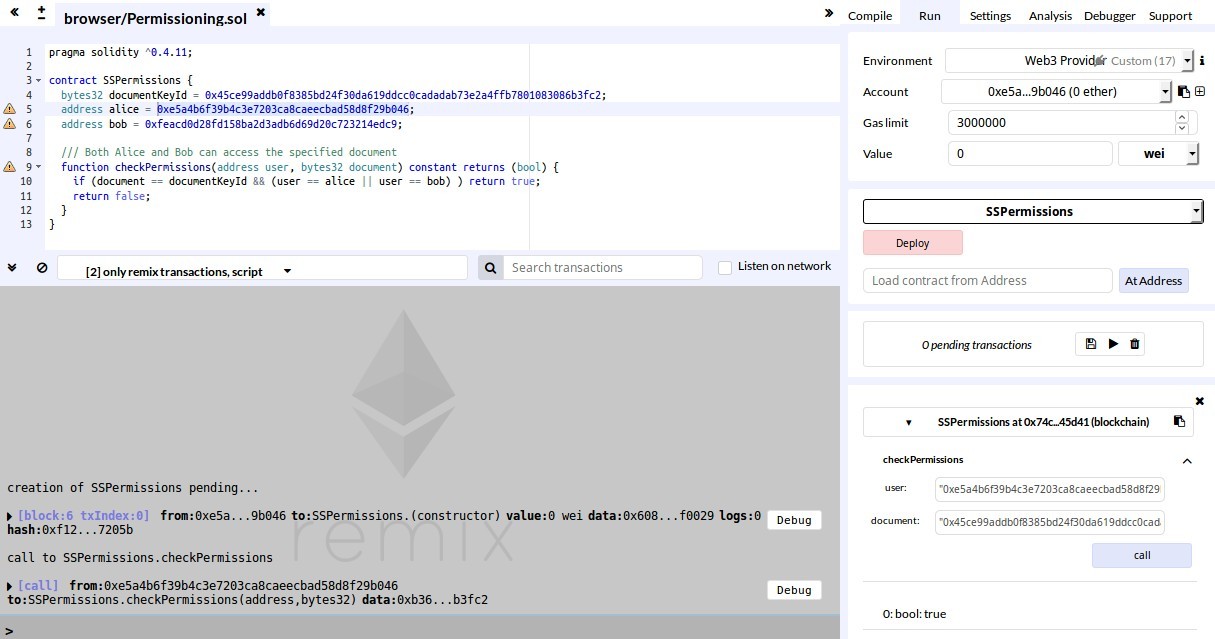 browser/Permissioning.sol
Compile Run Settings Analysis Debugger Support
1 pragma solidity ^0.4.11;
2
3 contract SSPermissions {
4 bytes32 documentKeyId = 0x45ce99addb0f8385bd24f30da619ddcc0cadadab73e2a4ffb7801083086b3fc2;
5 address alice = 0xe5a4b6f39b4c3e7203ca8caeecbad58d8f29b046;
6 address bob = 0xfeacd0d28fd158ba2d3adb6d69d20c723214edc9;
7
8 /// Both Alice and Bob can access the specified document
9 function checkPermissions(address user, bytes32 document) constant returns (bool) {
10 if (document == documentKeyId && (user == alice || user == bob) ) return true;
11 return false;
12 }
13 }
[2] only remix transactions, script
Search transactions
Listen on network
remix
creation of SSPermissions pending...
[block:6 txIndex:0] from:0xe5a...9b046 to:SSPermissions.(constructor) value:0 wei data:0x608...f0029 logs:0
hash:0xf12...7205b
Debug
call to SSPermissions.checkPermissions
[call] from:0xe5a4b6f39b4c3e7203ca8caeecbad58d8f29b046
to:SSPermissions.checkPermissions(address,bytes32) data:0xb36...b3fc2
Debug
>
Environment Web3 Provider Custom (17)
Account 0xe5a...9b046 (0 ether)
Gas limit 3000000
Value 0 wei
SSPermissions
Deploy
Load contract from Address At Address
0 pending transactions
SSPermissions at 0x74c...45d41 (blockchain)
checkPermissions
user: "0xe5a4b6f39b4c3e7203ca8caeecbad58d8f29
document: "0x45ce99addb0f8385bd24f30da619ddcc0cad
call
0: bool: true